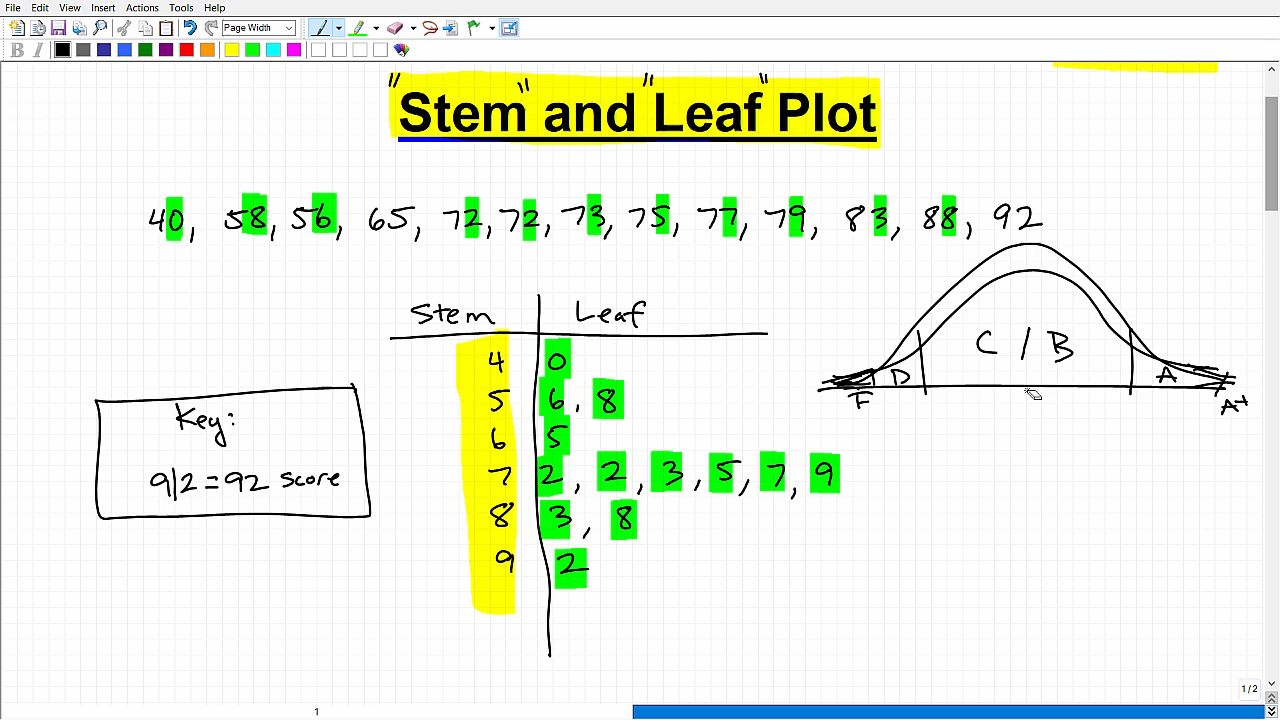 File Edit View Insert Actions Tools Help
Page Width
B I
"Stem" and "Leaf" Plot
40, 58, 56, 65, 72, 72, 73, 75, 77, 79, 83, 88, 92
Stem Leaf
4 0
5 6, 8
6 5
7 2, 2, 3, 5, 7, 9
8 3, 8
9 2
Key:
9|2 = 92 score
C / B
D A
F A+
1/2
1